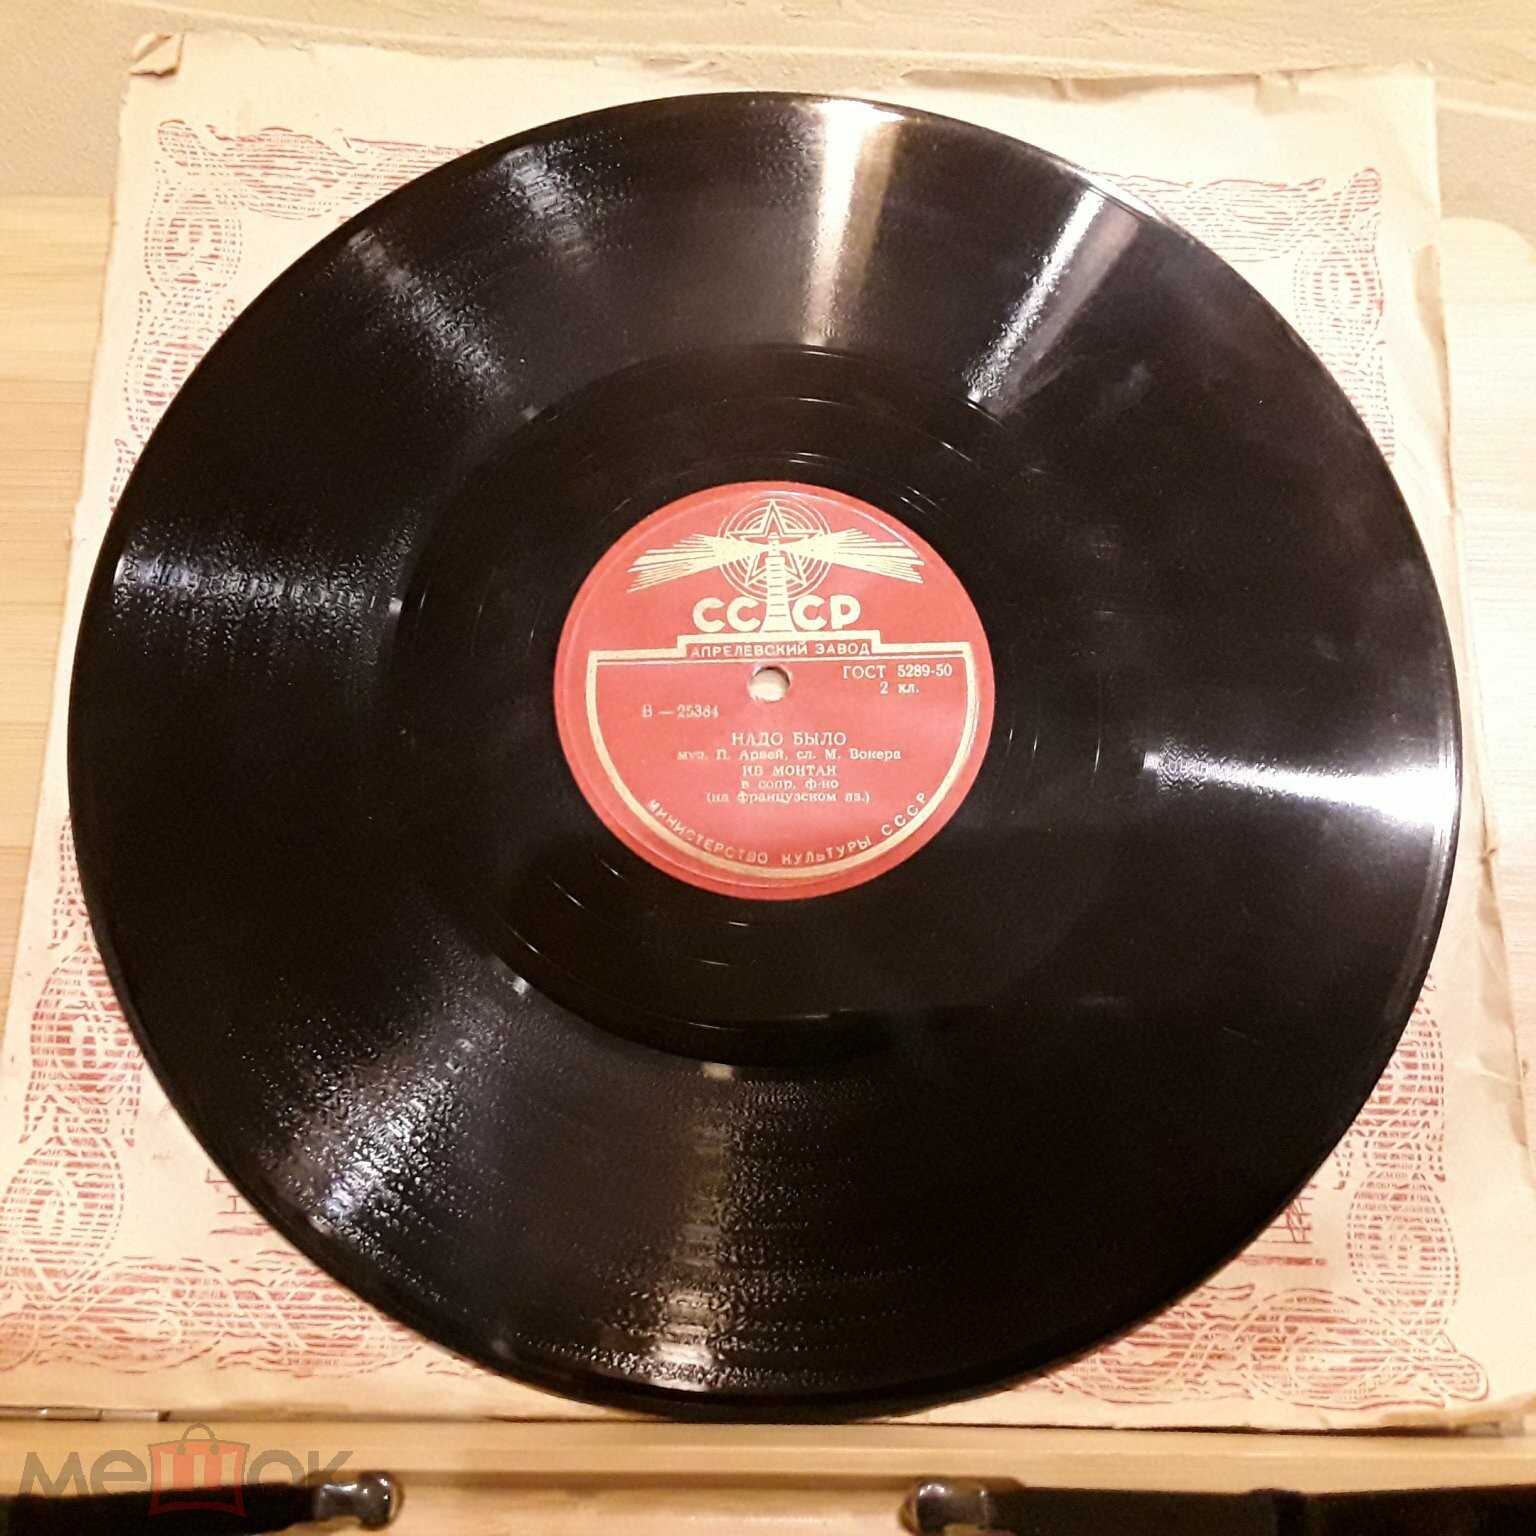 СССР
АПРЕЛЕВСКИЙ ЗАВОД
ГОСТ 5289-50
2 кл.
В — 25384
НАДО БЫЛО
муз. П. Арвей, сл. М. Вокера
ИВ МОНТАН
в сопр. ф-но
(на французском яз.)
МИНИСТЕРСТВО КУЛЬТУРЫ СССР
мешок